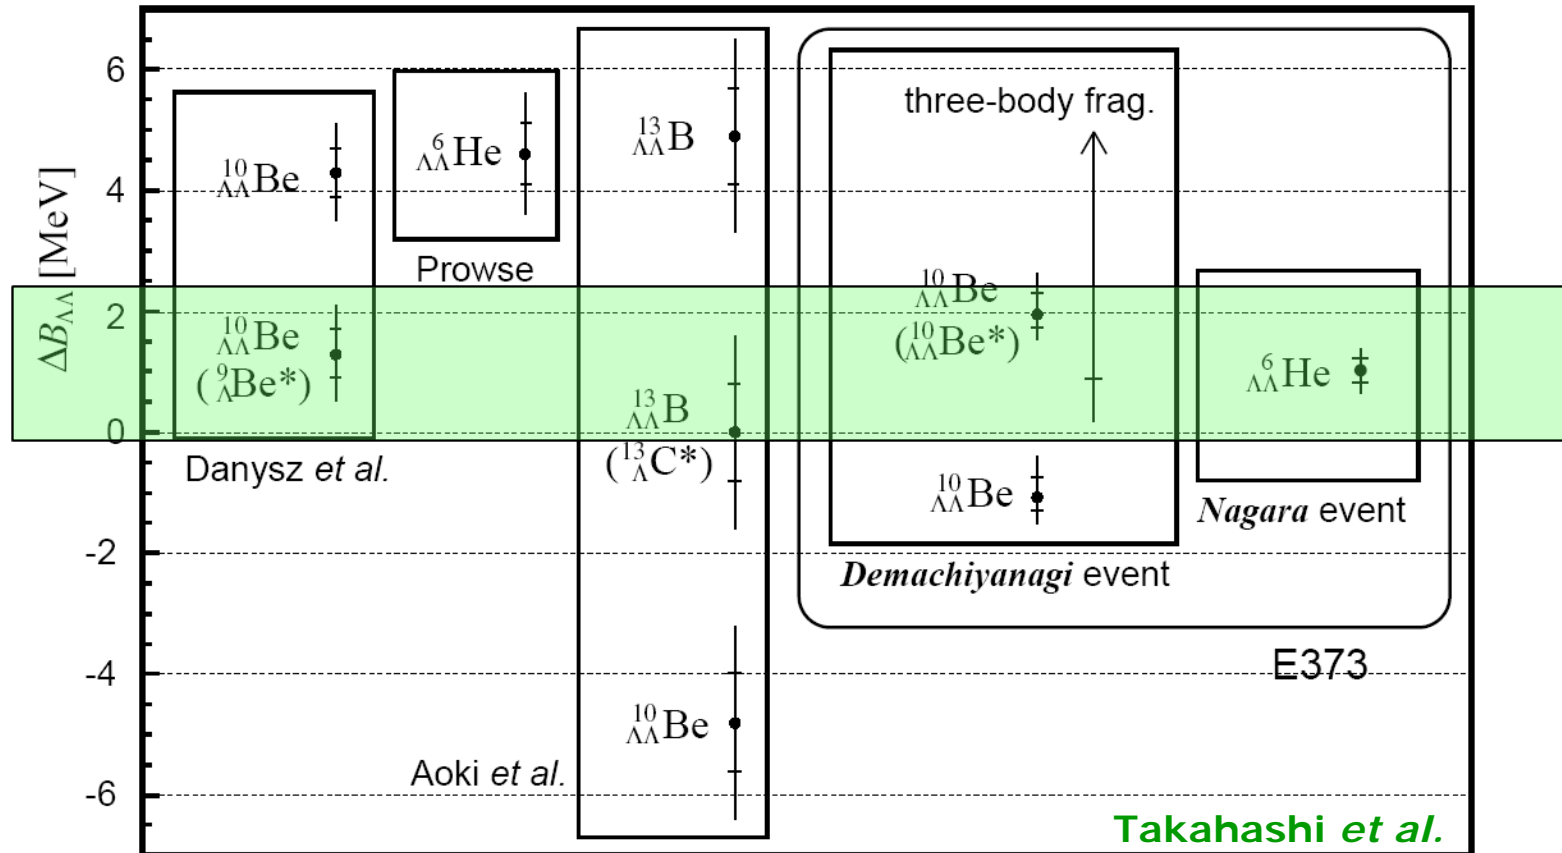 ΔB_ΛΛ [MeV]
6
4
2
0
-2
-4
-6
¹⁰_ΛΛBe
¹⁰_ΛΛBe
(⁹_ΛBe*)
Danysz et al.
⁶_ΛΛHe
Prowse
¹³_ΛΛB
¹³_ΛΛB
(¹³_ΛC*)
¹⁰_ΛΛBe
Aoki et al.
three-body frag.
¹⁰_ΛΛBe
(¹⁰_ΛΛBe*)
¹⁰_ΛΛBe
Demachiyanagi event
⁶_ΛΛHe
Nagara event
E373
Takahashi et al.